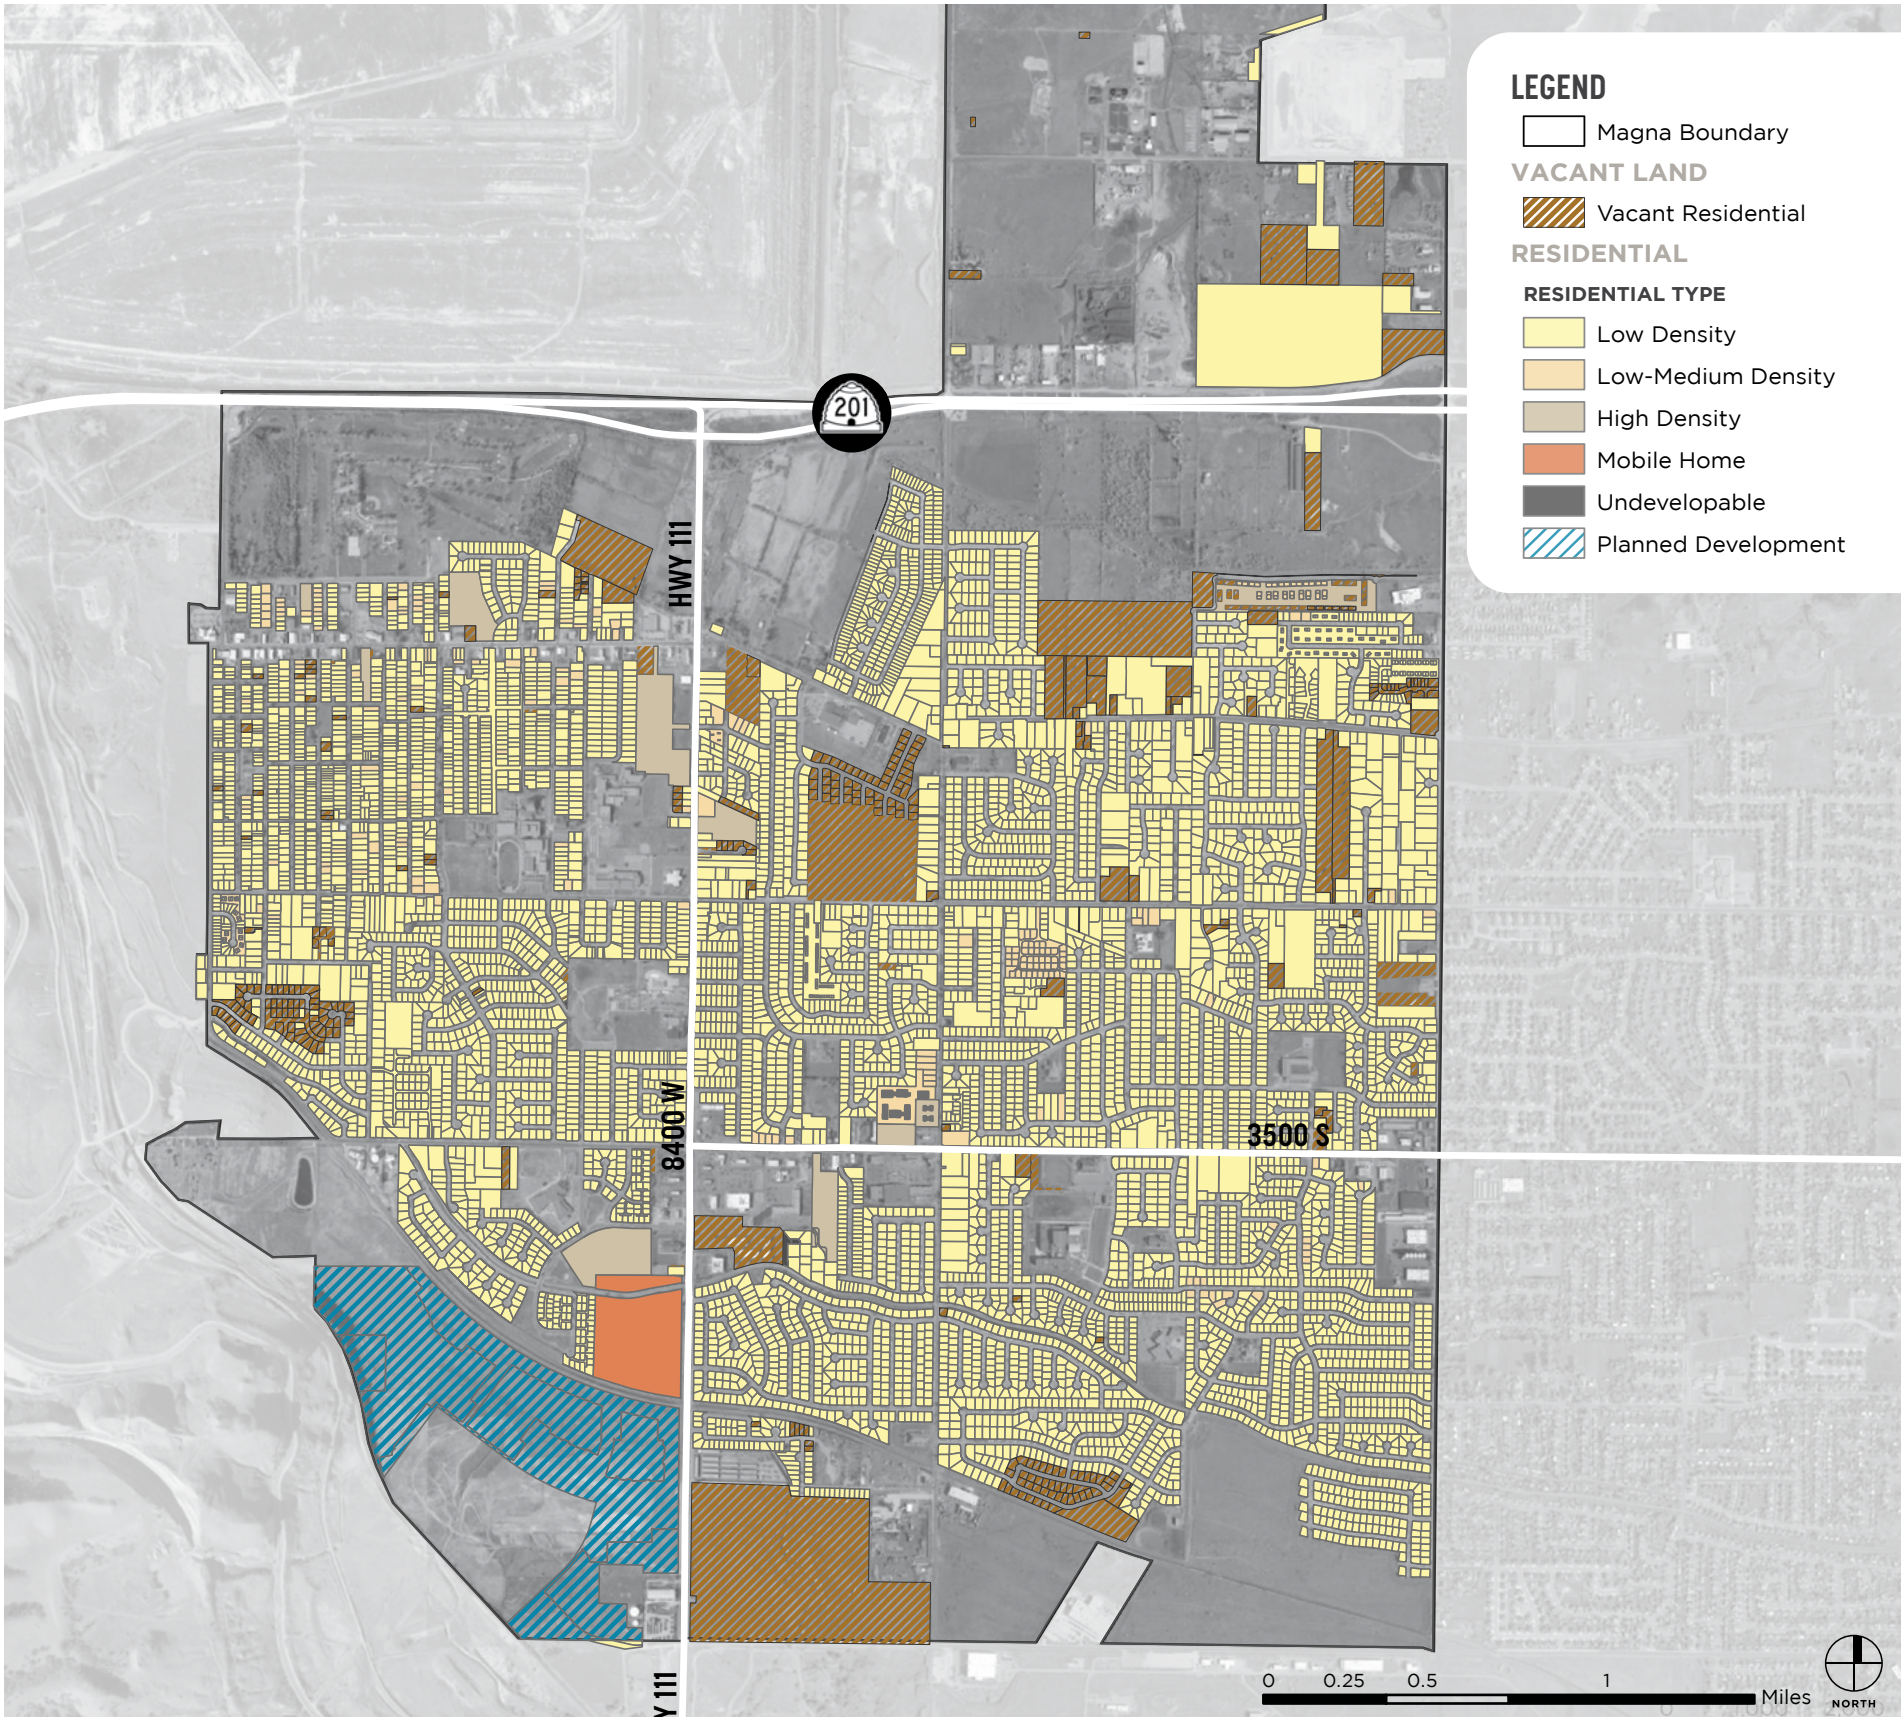 LEGEND
Magna Boundary
VACANT LAND
Vacant Residential
RESIDENTIAL
RESIDENTIAL TYPE
Low Density
Low-Medium Density
High Density
Mobile Home
Undevelopable
Planned Development
201
HWY 111
8400 W
3500 S
Y 111
0 0.25 0.5 1
Miles
NORTH